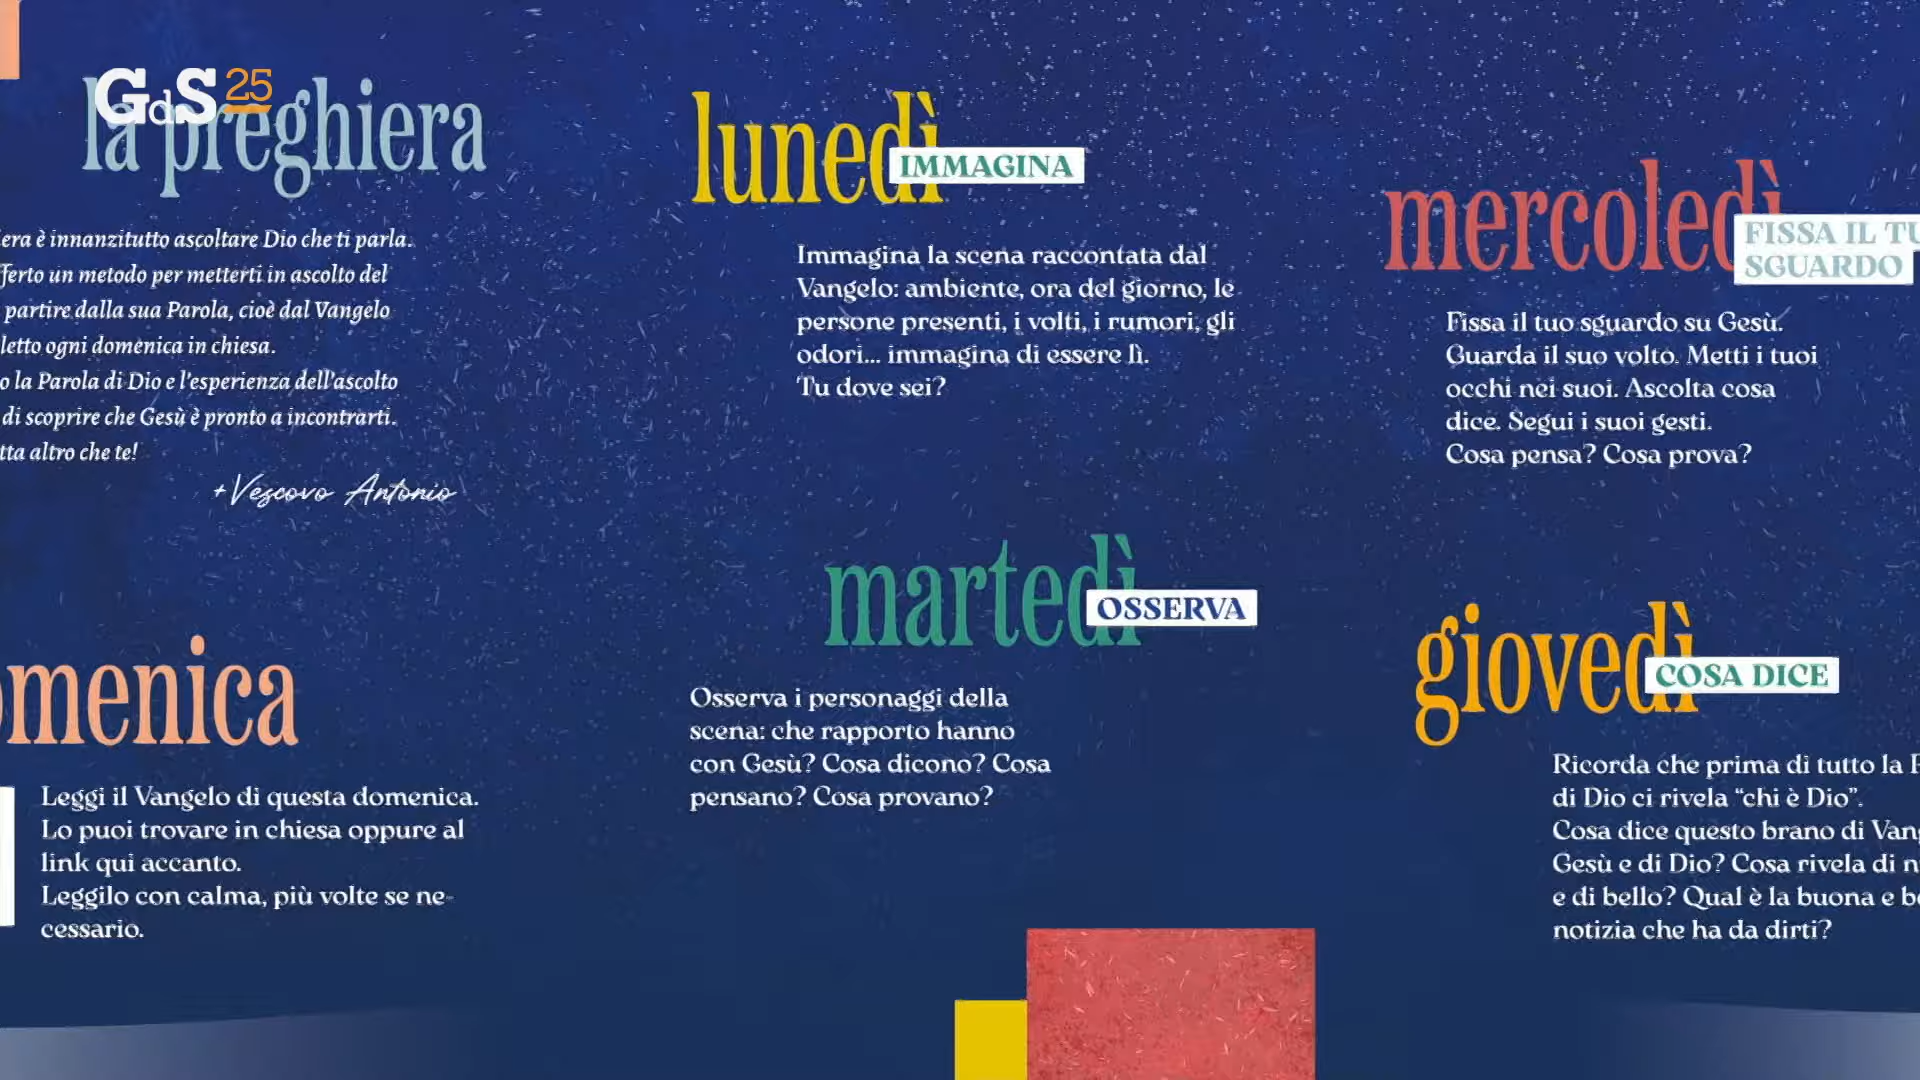 GdS 25
la preghiera
era è innanzitutto ascoltare Dio che ti parla.
ferto un metodo per metterti in ascolto del
partire dalla sua Parola, cioè dal Vangelo
letto ogni domenica in chiesa.
o la Parola di Dio e l'esperienza dell'ascolto
di scoprire che Gesù è pronto a incontrarti.
tta altro che te!
+Vescovo Antonio
omenica
Leggi il Vangelo di questa domenica.
Lo puoi trovare in chiesa oppure al
link qui accanto.
Leggilo con calma, più volte se ne-
cessario.
lunedì
IMMAGINA
Immagina la scena raccontata dal
Vangelo: ambiente, ora del giorno, le
persone presenti, i volti, i rumori, gli
odori... immagina di essere lì.
Tu dove sei?
martedì
OSSERVA
Osserva i personaggi della
scena: che rapporto hanno
con Gesù? Cosa dicono? Cosa
pensano? Cosa provano?
mercoledì
FISSA IL TU
SGUARDO
Fissa il tuo sguardo su Gesù.
Guarda il suo volto. Metti i tuoi
occhi nei suoi. Ascolta cosa
dice. Segui i suoi gesti.
Cosa pensa? Cosa prova?
giovedì
COSA DICE
Ricorda che prima di tutto la P
di Dio ci rivela “chi è Dio”.
Cosa dice questo brano di Vang
Gesù e di Dio? Cosa rivela di n
e di bello? Qual è la buona e be
notizia che ha da dirti?